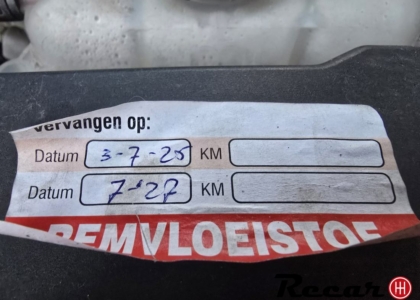 vervangen op:
Datum 3-7-25 KM
Datum 7-27 KM
REMVLOEISTOF
Recar H